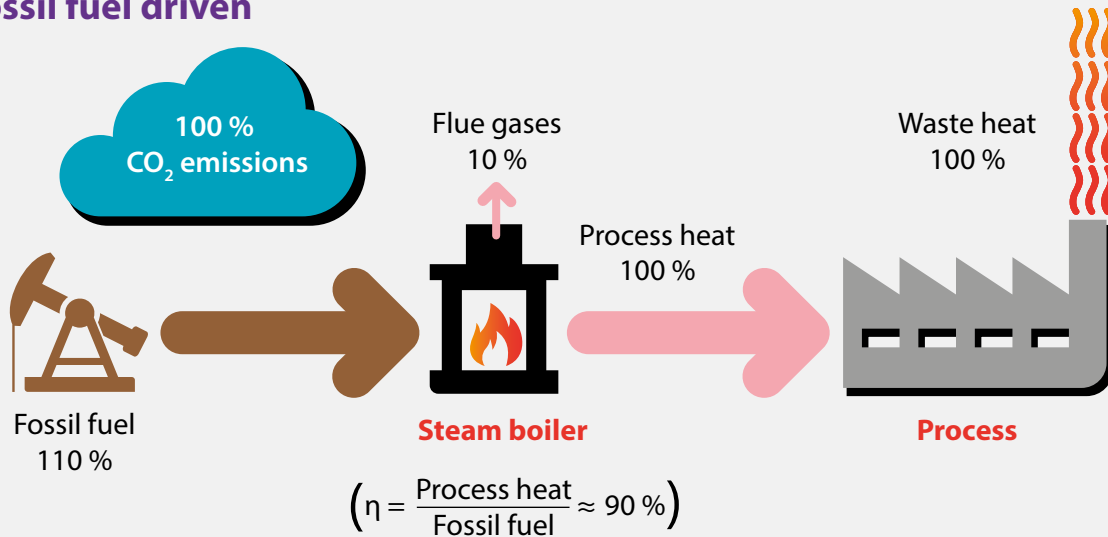 ossil fuel driven
100 %
CO₂ emissions
Flue gases
10 %
Waste heat
100 %
Process heat
100 %
Fossil fuel
110 %
Steam boiler
Process
(η = Process heat / Fossil fuel ≈ 90 %)